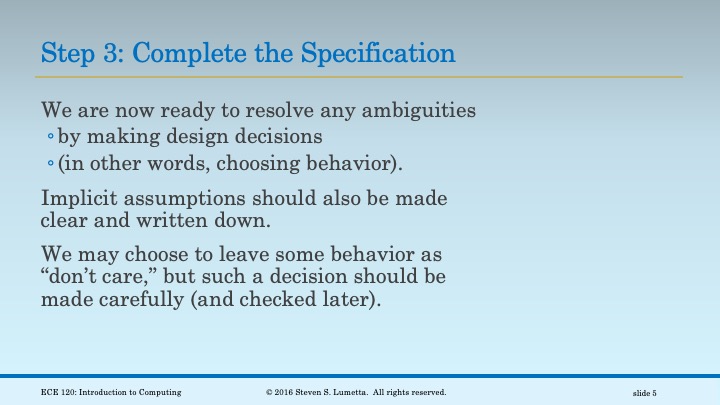 Step 3: Complete the Specification
We are now ready to resolve any ambiguities
◦ by making design decisions
◦ (in other words, choosing behavior).
Implicit assumptions should also be made
clear and written down.
We may choose to leave some behavior as
“don’t care,” but such a decision should be
made carefully (and checked later).
ECE 120: Introduction to Computing
© 2016 Steven S. Lumetta. All rights reserved.
slide 5